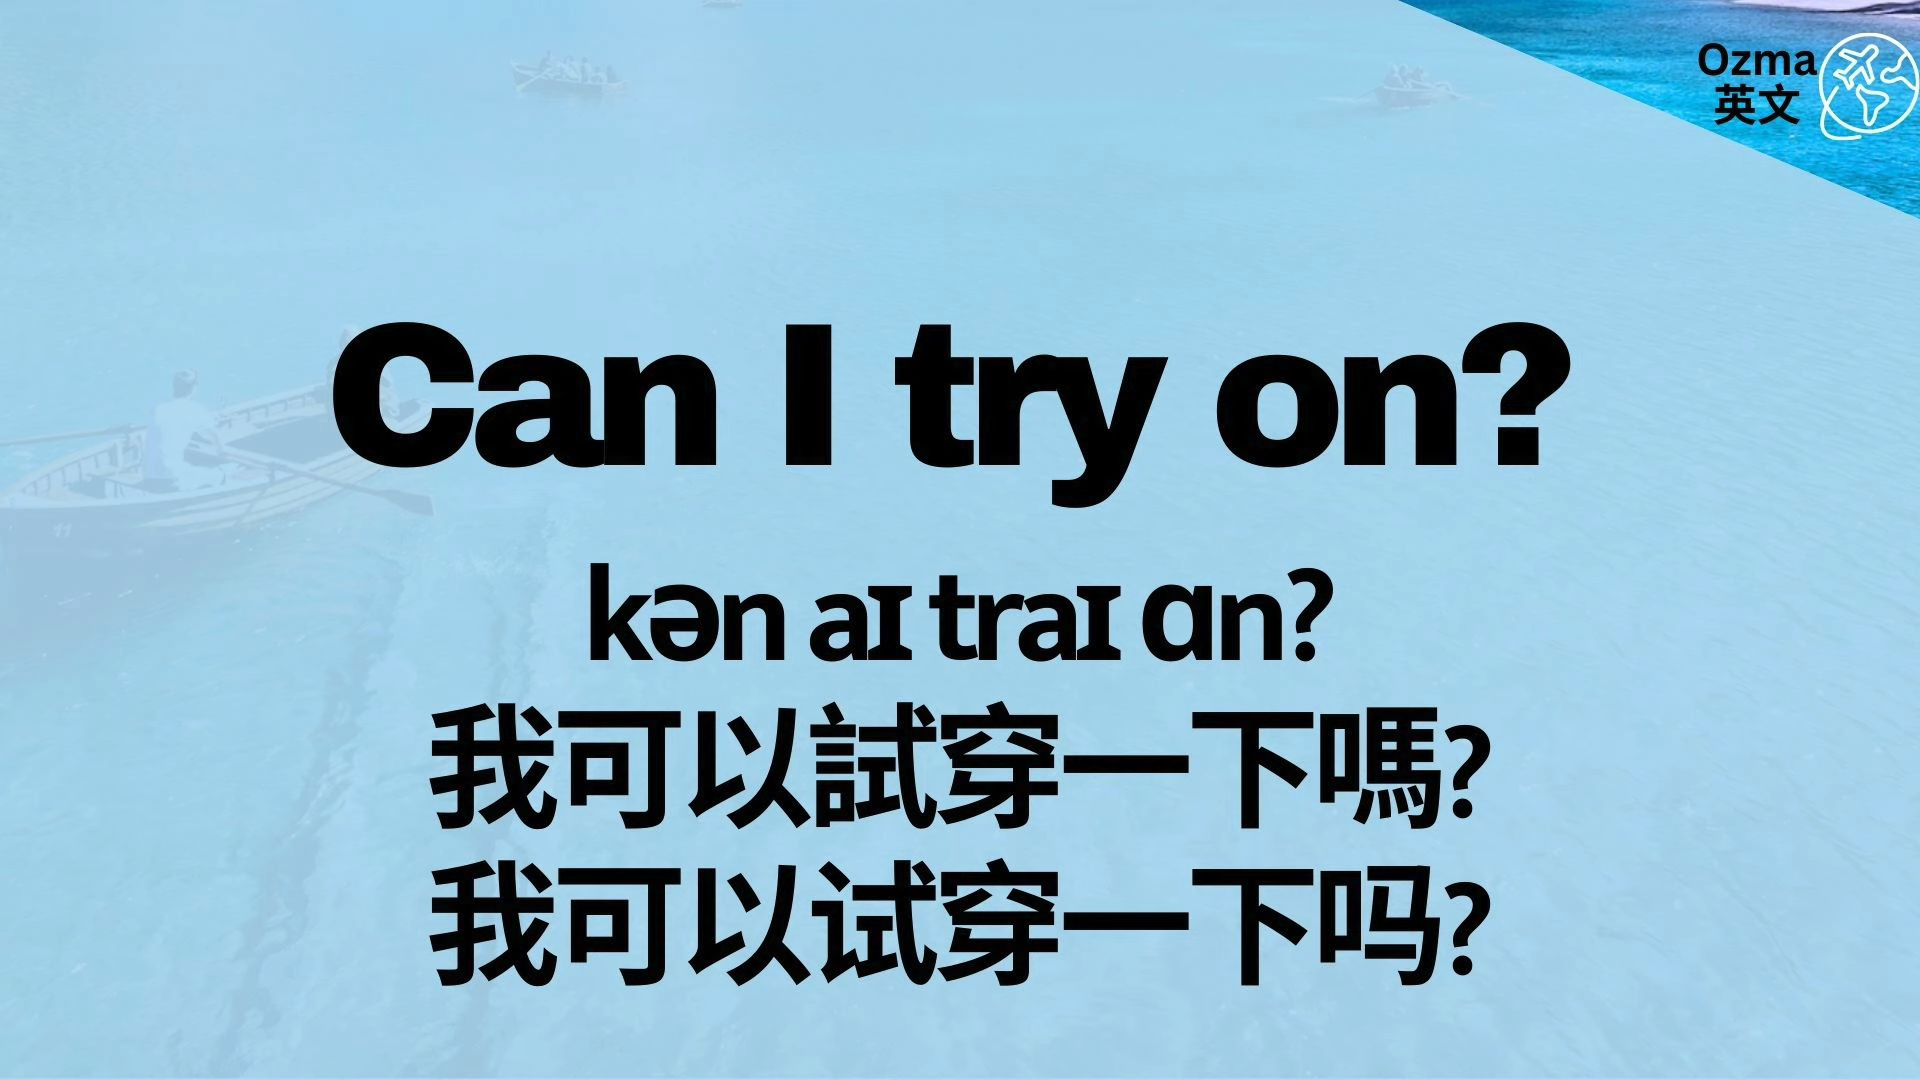 Ozma
英文
Can I try on?
kən aɪ traɪ ɑn?
我可以試穿一下嗎?
我可以试穿一下吗?